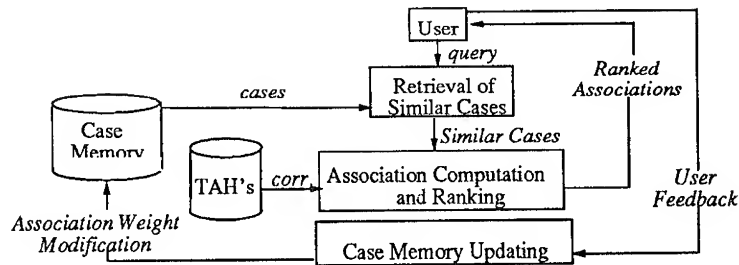 User
query
Ranked
Associations
Retrieval of
Similar Cases
cases
Case
Memory
Similar Cases
TAH's
corr
Association Computation
and Ranking
User
Feedback
Association Weight
Modification
Case Memory Updating